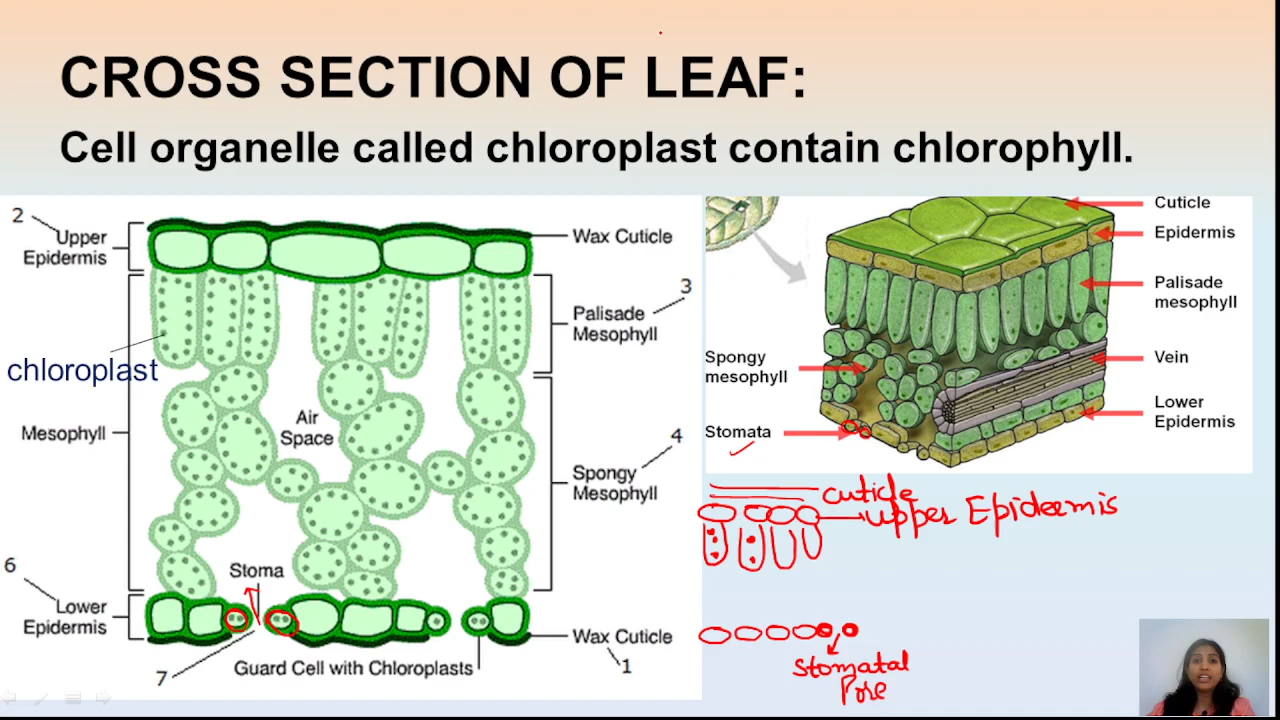 CROSS SECTION OF LEAF:
Cell organelle called chloroplast contain chlorophyll.
2
Upper
Epidermis
Wax Cuticle
3
Palisade
Mesophyll
chloroplast
Mesophyll
Air
Space
4
Spongy
Mesophyll
6
Stoma
Lower
Epidermis
Wax Cuticle
7
Guard Cell with Chloroplasts
1
Cuticle
Epidermis
Palisade
mesophyll
Spongy
mesophyll
Vein
Lower
Epidermis
Stomata
cuticle
upper Epidermis
Stomatal
Pore